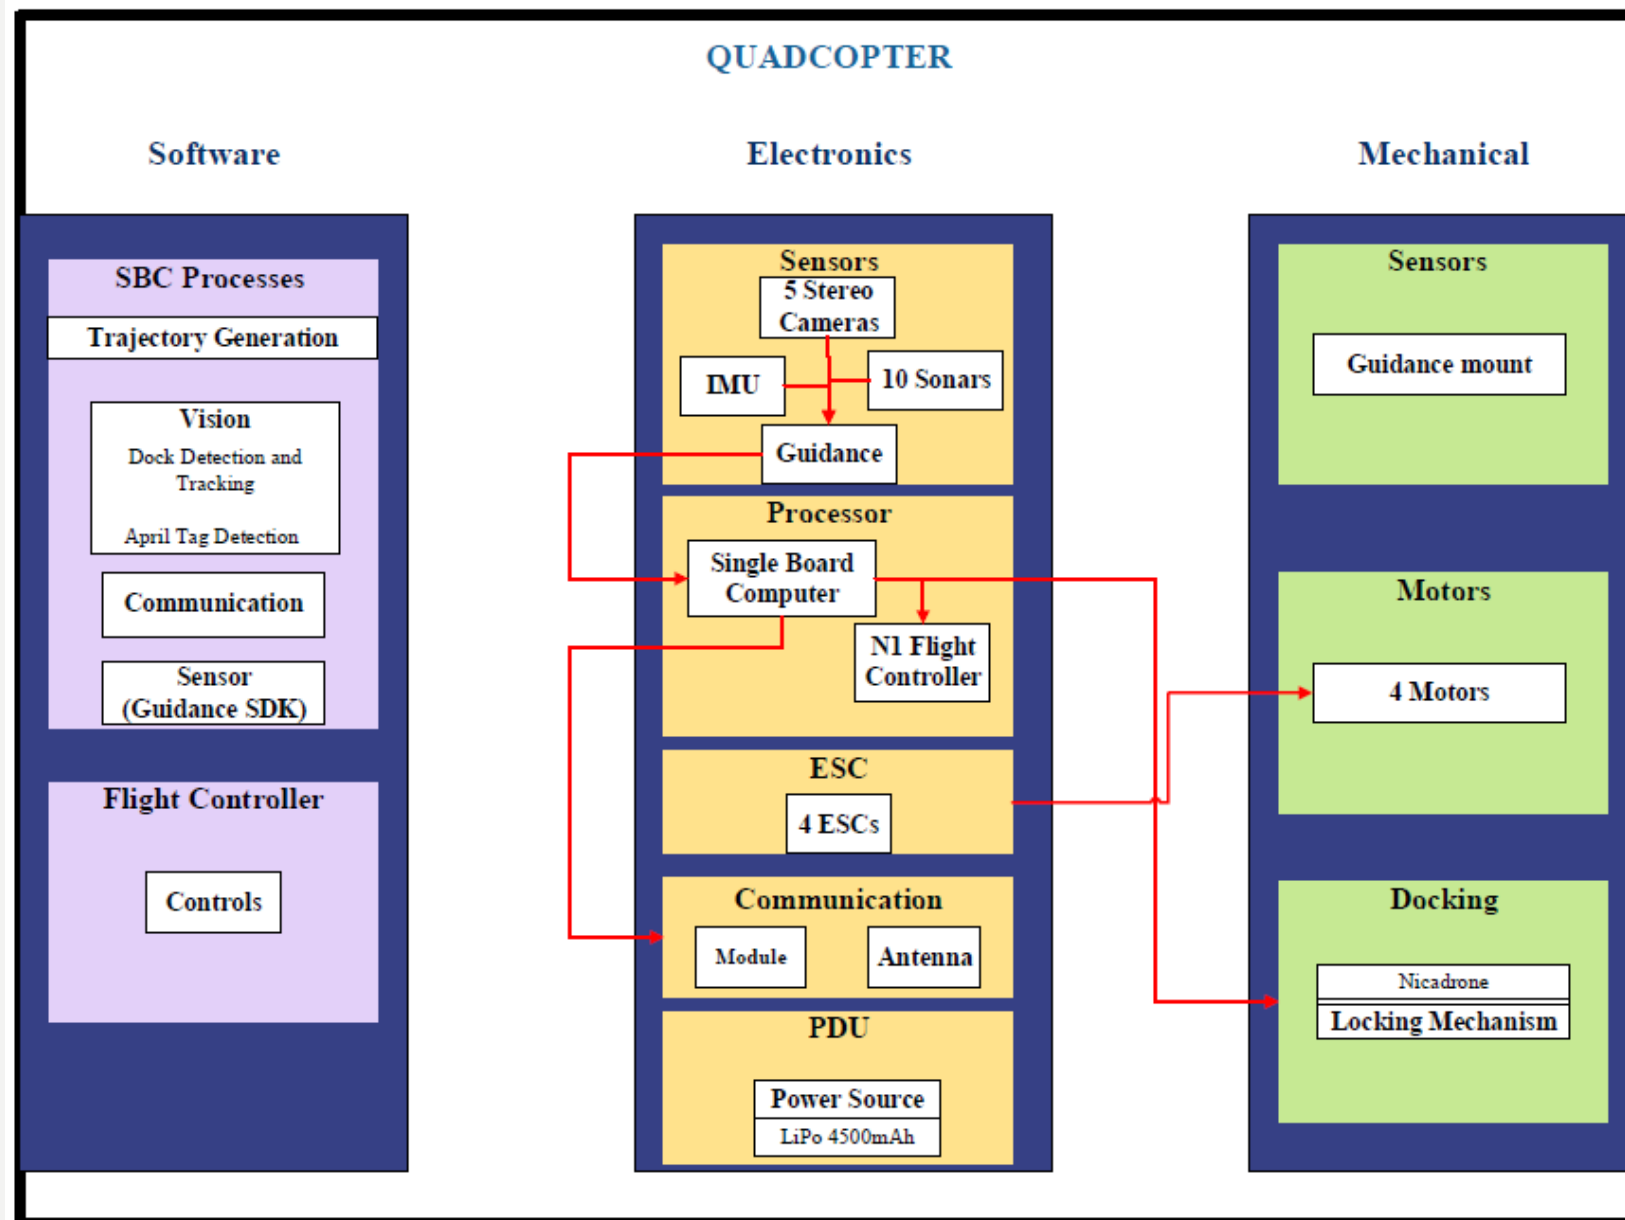 QUADCOPTER
Software
SBC Processes
Trajectory Generation
Vision
Dock Detection and
Tracking
April Tag Detection
Communication
Sensor
(Guidance SDK)
Flight Controller
Controls
Electronics
Sensors
5 Stereo
Cameras
IMU
10 Sonars
Guidance
Processor
Single Board
Computer
N1 Flight
Controller
ESC
4 ESCs
Communication
Module
Antenna
PDU
Power Source
LiPo 4500mAh
Mechanical
Sensors
Guidance mount
Motors
4 Motors
Docking
Nicadrone
Locking Mechanism